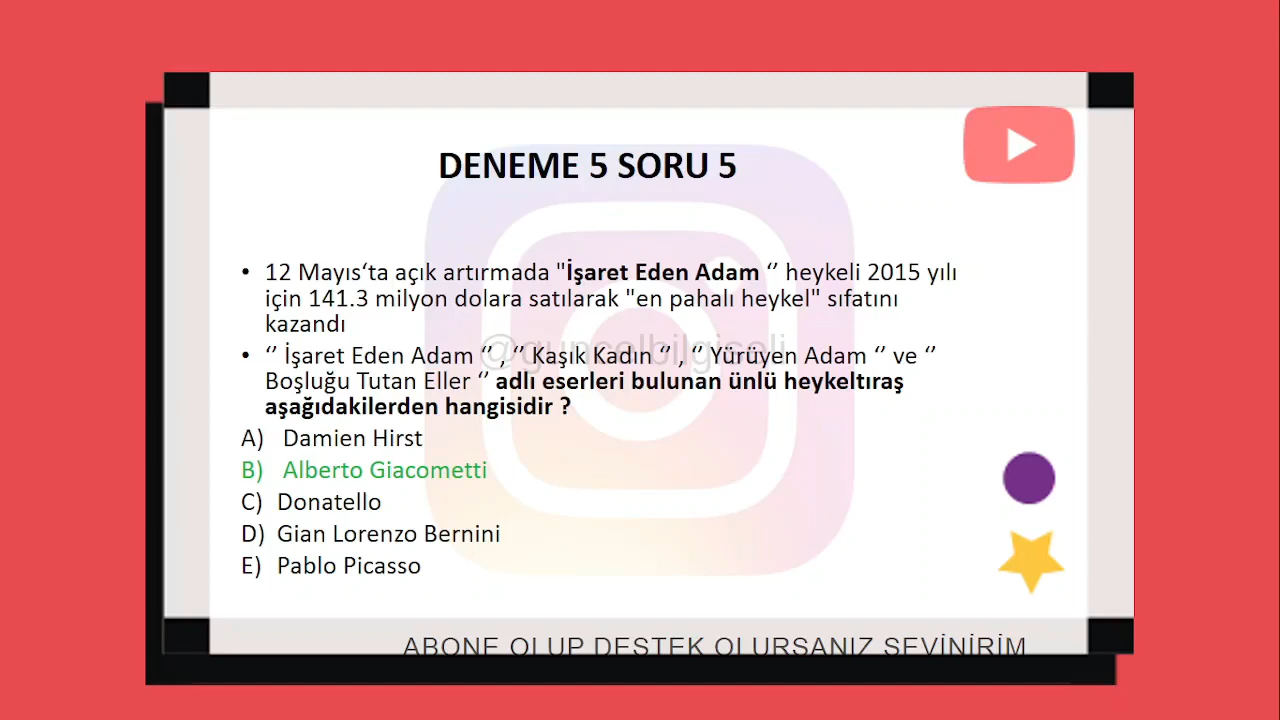 DENEME 5 SORU 5
• 12 Mayıs‘ta açık artırmada "İşaret Eden Adam ‘’ heykeli 2015 yılı
için 141.3 milyon dolara satılarak "en pahalı heykel" sıfatını
kazandı
• ‘’ İşaret Eden Adam ‘’ , ‘’ Kaşık Kadın ‘’ , ‘’ Yürüyen Adam ‘’ ve ‘’
Boşluğu Tutan Eller ‘’ adlı eserleri bulunan ünlü heykeltıraş
aşağıdakilerden hangisidir ?
@guncelbilgiseli
A) Damien Hirst
B) Alberto Giacometti
C) Donatello
D) Gian Lorenzo Bernini
E) Pablo Picasso
ABONE OLUP DESTEK OLURSANIZ SEVİNİRİM